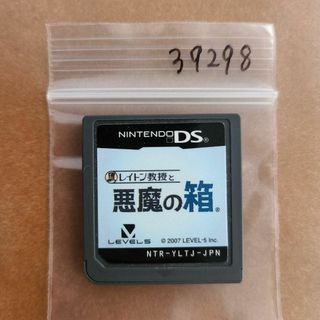 39298
NINTENDO DS™
レイトン教授と
悪魔の箱®
LEVEL5
© 2007 LEVEL-5 Inc.
NTR-YLTJ-JPN